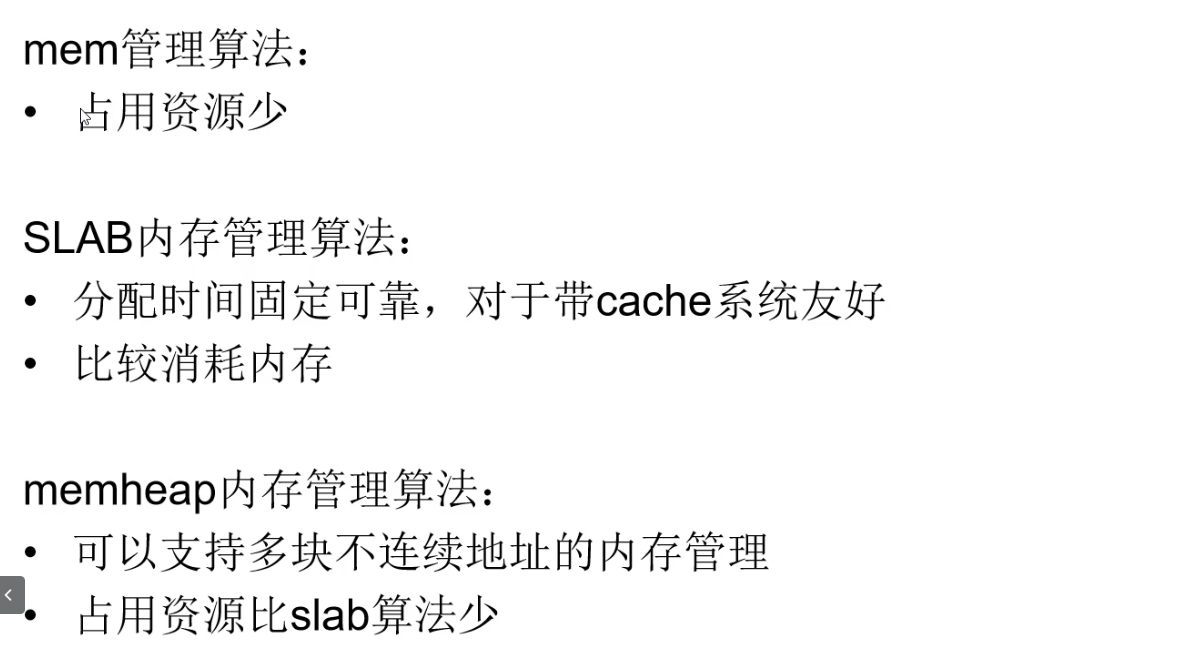 mem管理算法：
• 占用资源少
SLAB内存管理算法：
• 分配时间固定可靠，对于带cache系统友好
• 比较消耗内存
memheap内存管理算法：
• 可以支持多块不连续地址的内存管理
• 占用资源比slab算法少